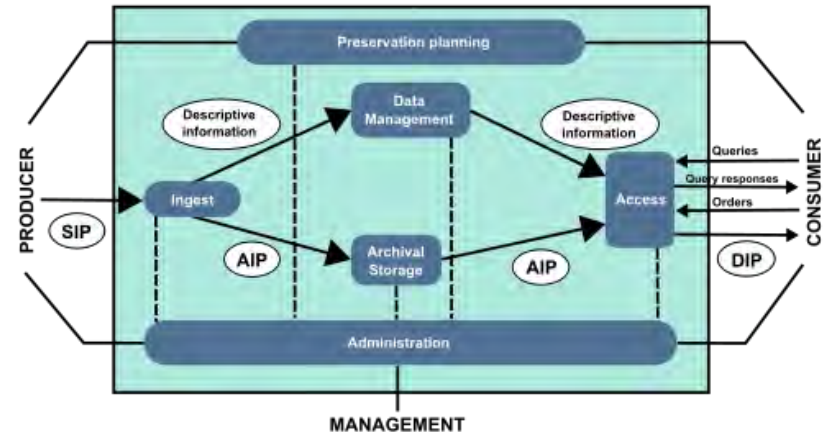 Preservation planning
Descriptive
information
Data
Management
Descriptive
information
Queries
Query responses
Orders
PRODUCER
Ingest
Access
CONSUMER
SIP
AIP
Archival
Storage
AIP
DIP
Administration
MANAGEMENT